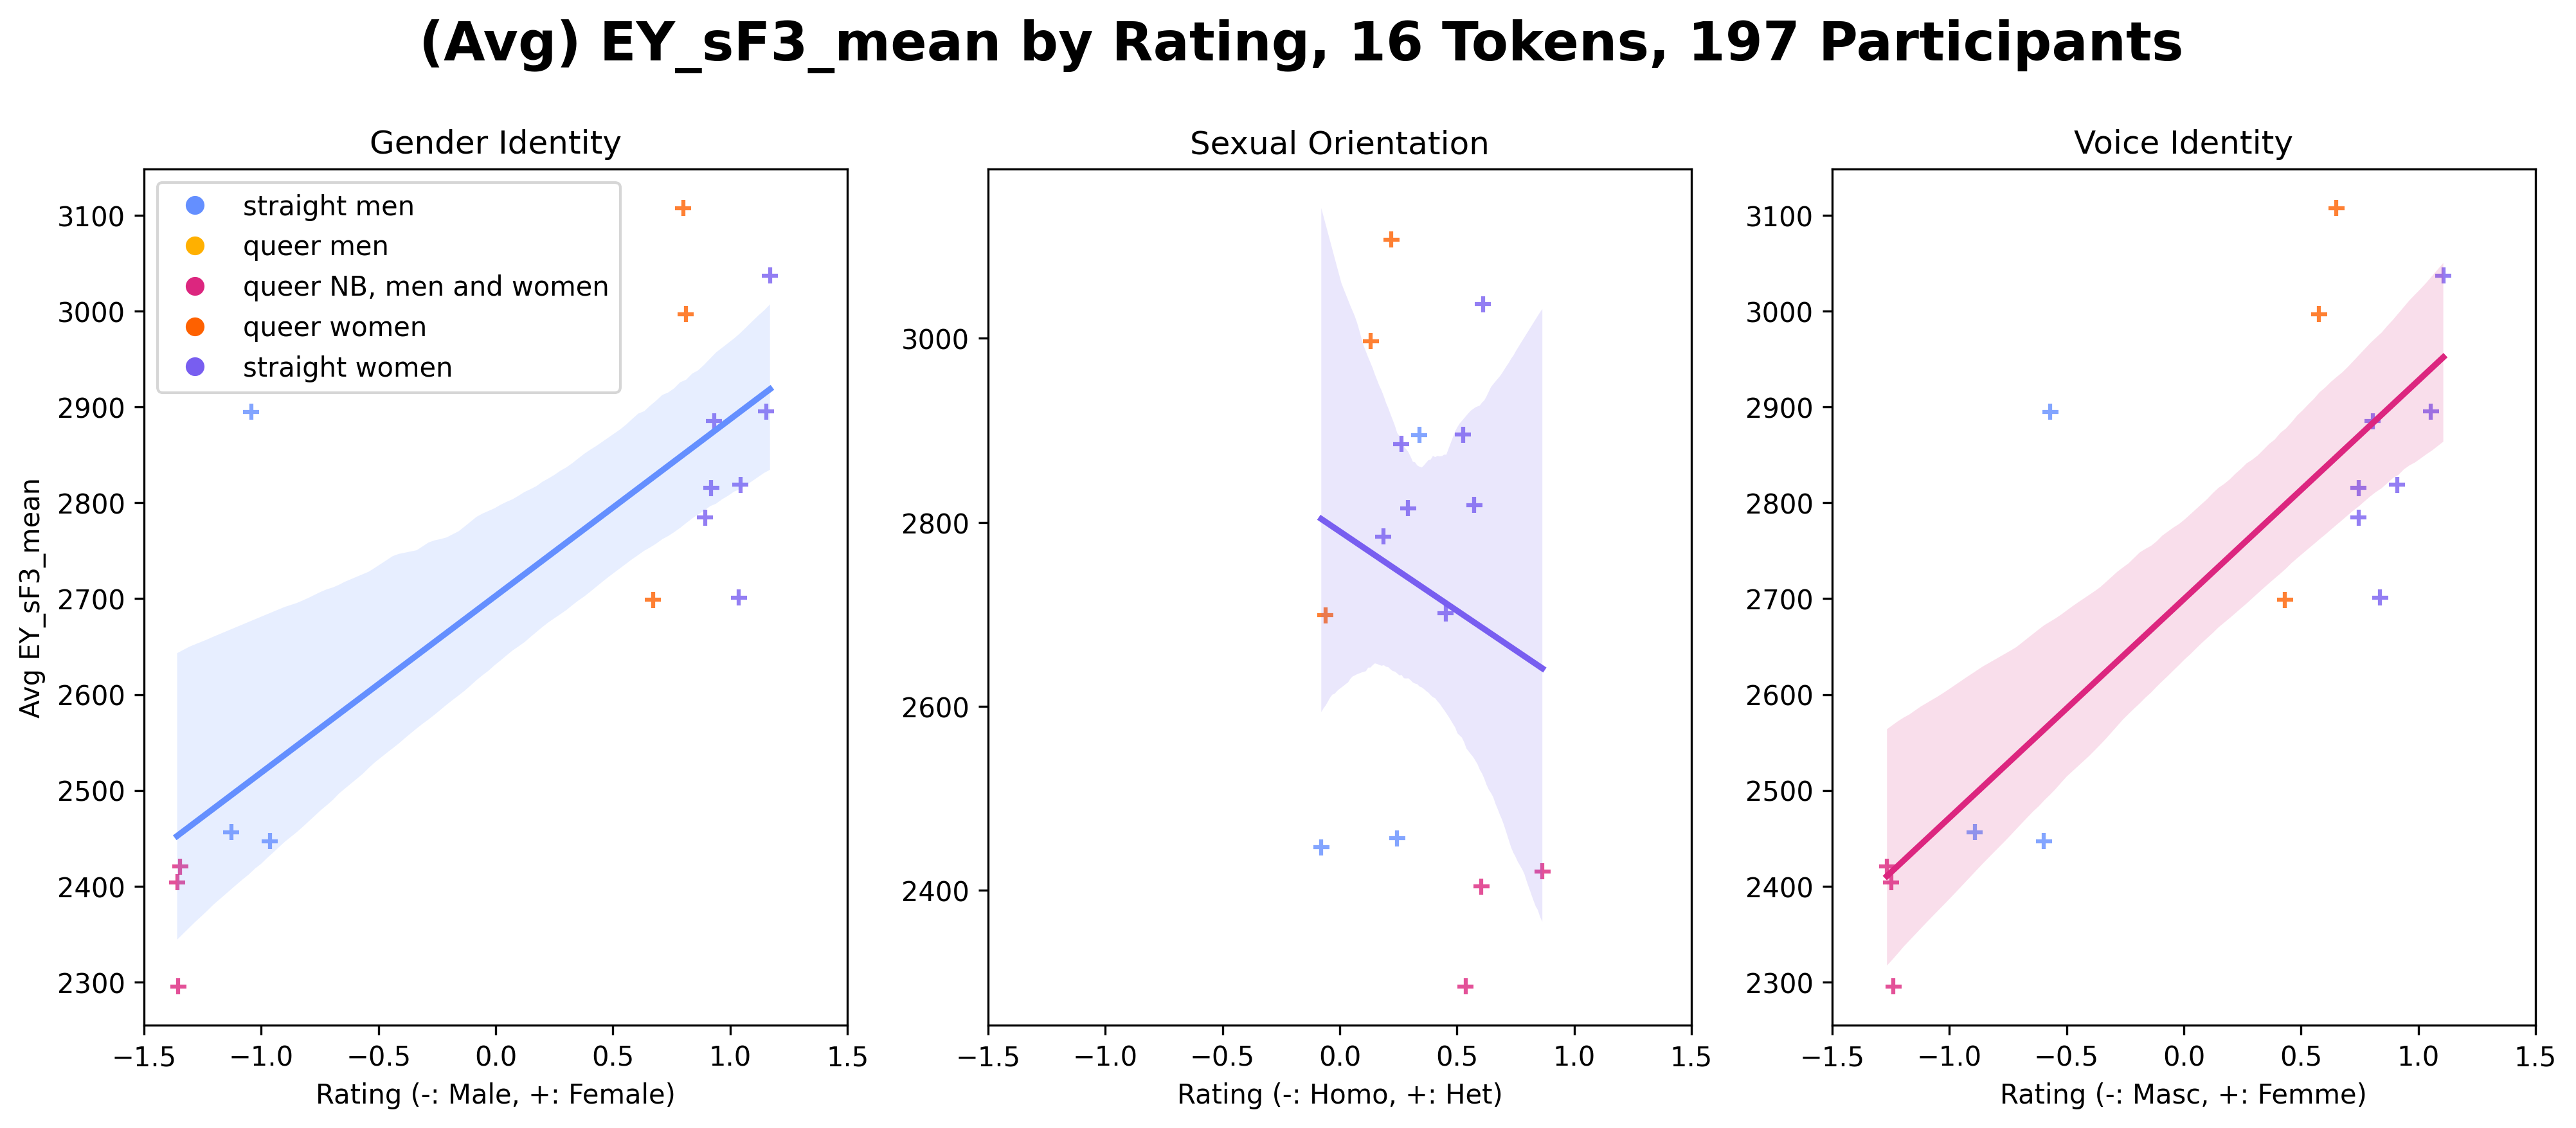 (Avg) EY_sF3_mean by Rating, 16 Tokens, 197 Participants
Gender Identity
straight men
queer men
queer NB, men and women
queer women
straight women
3100
3000
2900
2800
2700
2600
2500
2400
2300
Avg EY_sF3_mean
−1.5 −1.0 −0.5 0.0 0.5 1.0 1.5
Rating (-: Male, +: Female)
Sexual Orientation
3000
2800
2600
2400
−1.5 −1.0 −0.5 0.0 0.5 1.0 1.5
Rating (-: Homo, +: Het)
Voice Identity
3100
3000
2900
2800
2700
2600
2500
2400
2300
−1.5 −1.0 −0.5 0.0 0.5 1.0 1.5
Rating (-: Masc, +: Femme)